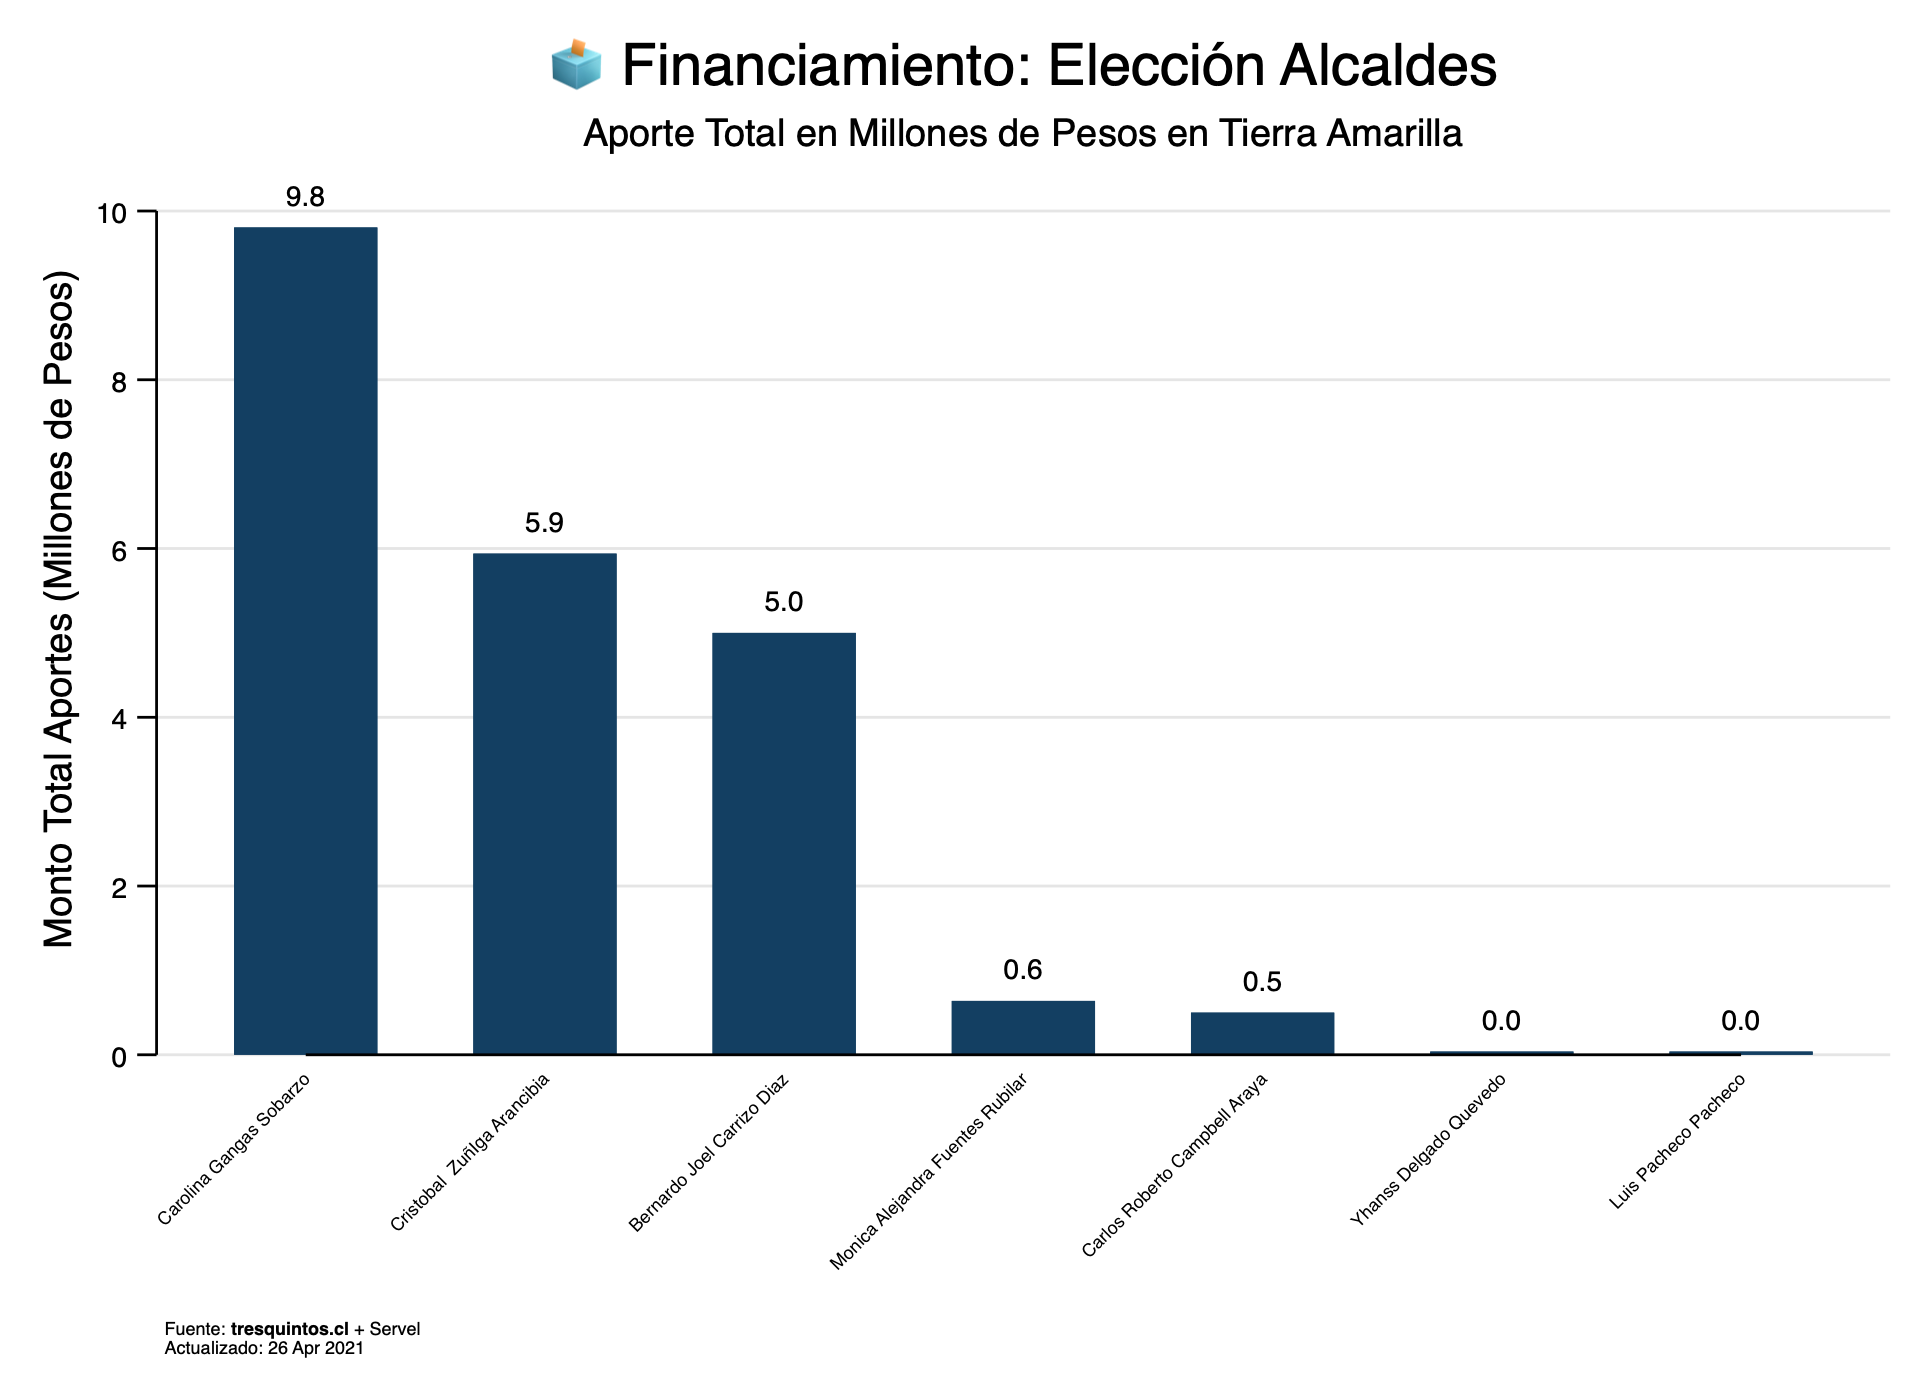 Financiamiento: Elección Alcaldes
Aporte Total en Millones de Pesos en Tierra Amarilla
Monto Total Aportes (Millones de Pesos)
10
8
6
4
2
0
9.8
5.9
5.0
0.6
0.5
0.0
0.0
Carolina Gangas Sobarzo
Cristobal  ZuñIga Arancibia
Bernardo Joel Carrizo Diaz
Monica Alejandra Fuentes Rubilar
Carlos Roberto Campbell Araya
Yhanss Delgado Quevedo
Luis Pacheco Pacheco
Fuente: tresquintos.cl + Servel
Actualizado: 26 Apr 2021